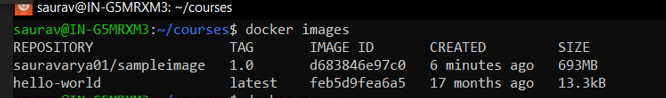 saurav@IN-G5MRXM3: ~/courses
saurav@IN-G5MRXM3:~/courses$ docker images
REPOSITORY TAG IMAGE ID CREATED SIZE
sauravarya01/sampleimage 1.0 d683846e97c0 6 minutes ago 693MB
hello-world latest feb5d9fea6a5 17 months ago 13.3kB